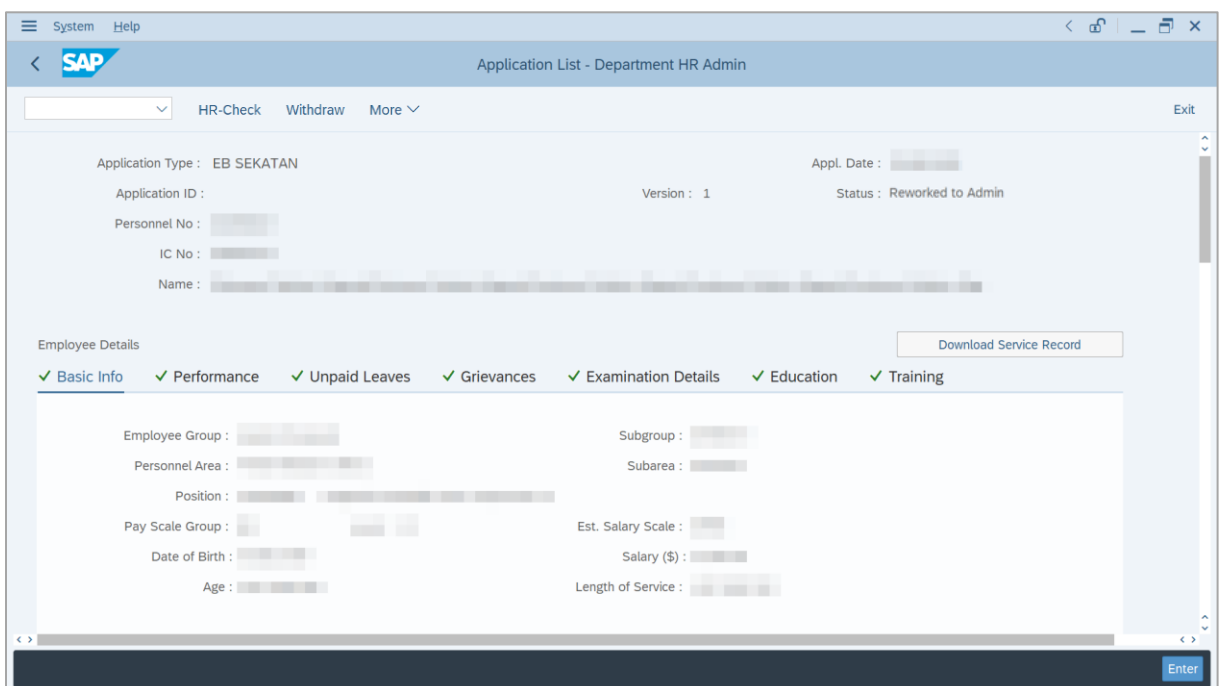 System Help
SAP Application List - Department HR Admin
HR-Check Withdraw More Exit
Application Type : EB SEKATAN Appl. Date :
Application ID : Version : 1 Status : Reworked to Admin
Personnel No :
IC No :
Name :
Employee Details Download Service Record
Basic Info Performance Unpaid Leaves Grievances Examination Details Education Training
Employee Group : Subgroup :
Personnel Area : Subarea :
Position :
Pay Scale Group : Est. Salary Scale :
Date of Birth : Salary ($) :
Age : Length of Service :
Enter